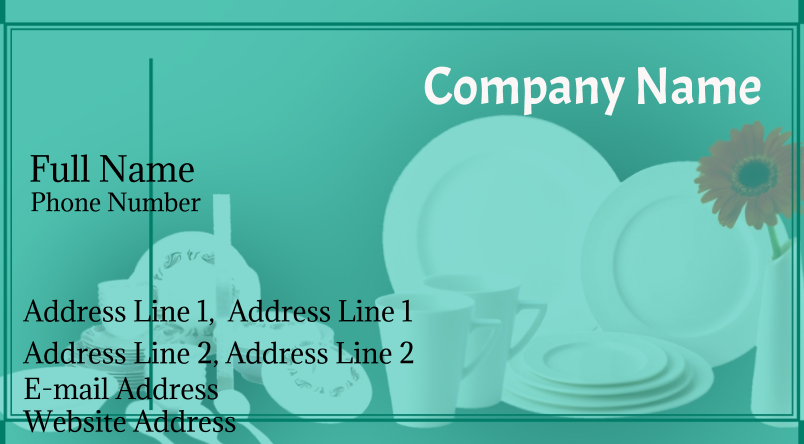 Company Name
Full Name
Phone Number
Address Line 1,  Address Line 1
Address Line 2, Address Line 2
E-mail Address
Website Address